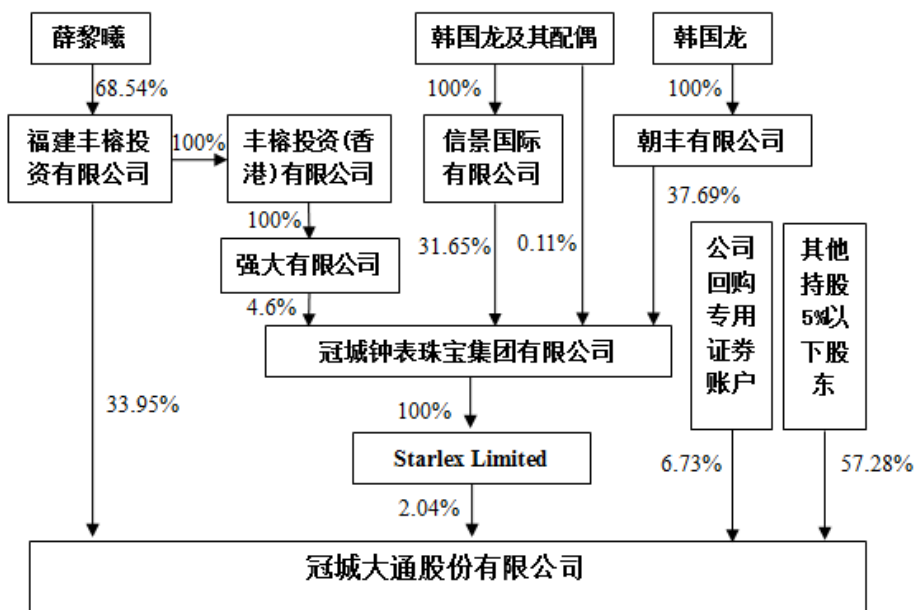 薛黎曦
韩国龙及其配偶
韩国龙
68.54%
100%
100%
福建丰榕投
资有限公司
100%
丰榕投资(香
港)有限公司
信景国际
有限公司
朝丰有限公司
100%
31.65%
0.11%
37.69%
强大有限公司
4.6%
公司
回购
专用
证券
账户
其他
持股
5%以
下股
东
冠城钟表珠宝集团有限公司
33.95%
100%
Starlex Limited
6.73%
57.28%
2.04%
冠城大通股份有限公司